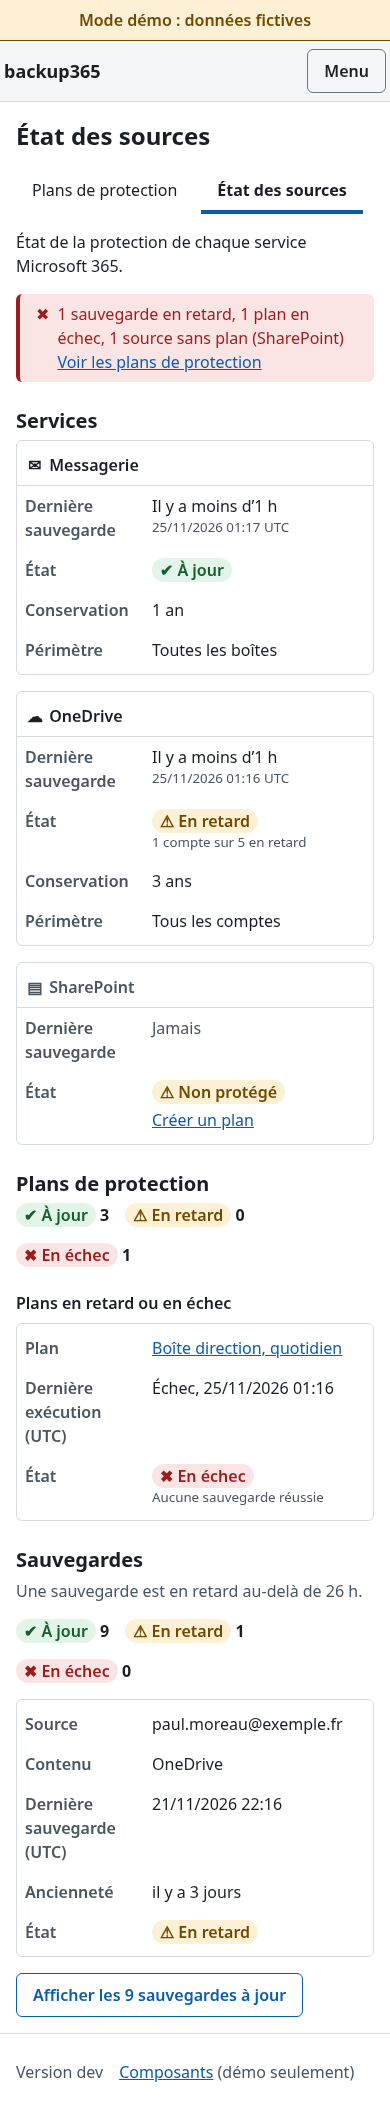 Mode démo : données fictives
backup365
Menu
État des sources
Plans de protection
État des sources
État de la protection de chaque service
Microsoft 365.
✖ 1 sauvegarde en retard, 1 plan en
échec, 1 source sans plan (SharePoint)
Voir les plans de protection
Services
✉ Messagerie
Dernière
sauvegarde
Il y a moins d’1 h
25/11/2026 01:17 UTC
État
✔ À jour
Conservation
1 an
Périmètre
Toutes les boîtes
☁ OneDrive
Dernière
sauvegarde
Il y a moins d’1 h
25/11/2026 01:16 UTC
État
⚠ En retard
1 compte sur 5 en retard
Conservation
3 ans
Périmètre
Tous les comptes
▤ SharePoint
Dernière
sauvegarde
Jamais
État
⚠ Non protégé
Créer un plan
Plans de protection
✔ À jour 3 ⚠ En retard 0
✖ En échec 1
Plans en retard ou en échec
Plan
Boîte direction, quotidien
Dernière
exécution
(UTC)
Échec, 25/11/2026 01:16
État
✖ En échec
Aucune sauvegarde réussie
Sauvegardes
Une sauvegarde est en retard au-delà de 26 h.
✔ À jour 9 ⚠ En retard 1
✖ En échec 0
Source
paul.moreau@exemple.fr
Contenu
OneDrive
Dernière
sauvegarde
(UTC)
21/11/2026 22:16
Ancienneté
il y a 3 jours
État
⚠ En retard
Afficher les 9 sauvegardes à jour
Version dev Composants (démo seulement)